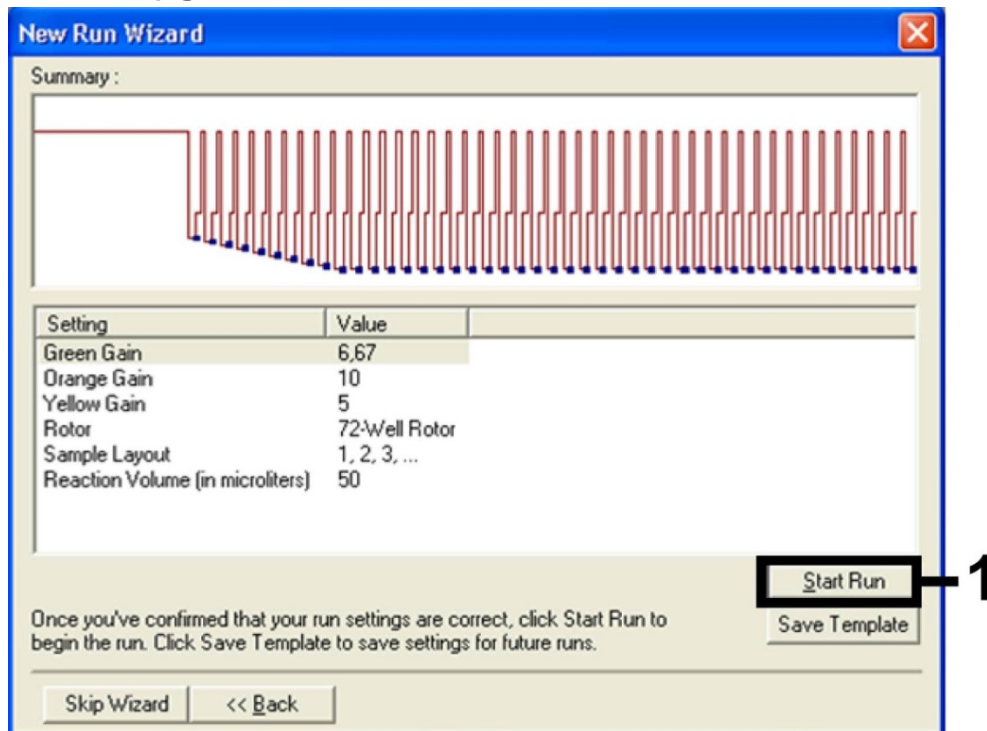 New Run Wizard
Summary :
Setting Value
Green Gain 6,67
Orange Gain 10
Yellow Gain 5
Rotor 72-Well Rotor
Sample Layout 1, 2, 3, ...
Reaction Volume (in microliters) 50
Start Run
1
Once you've confirmed that your run settings are correct, click Start Run to
begin the run. Click Save Template to save settings for future runs.
Save Template
Skip Wizard << Back